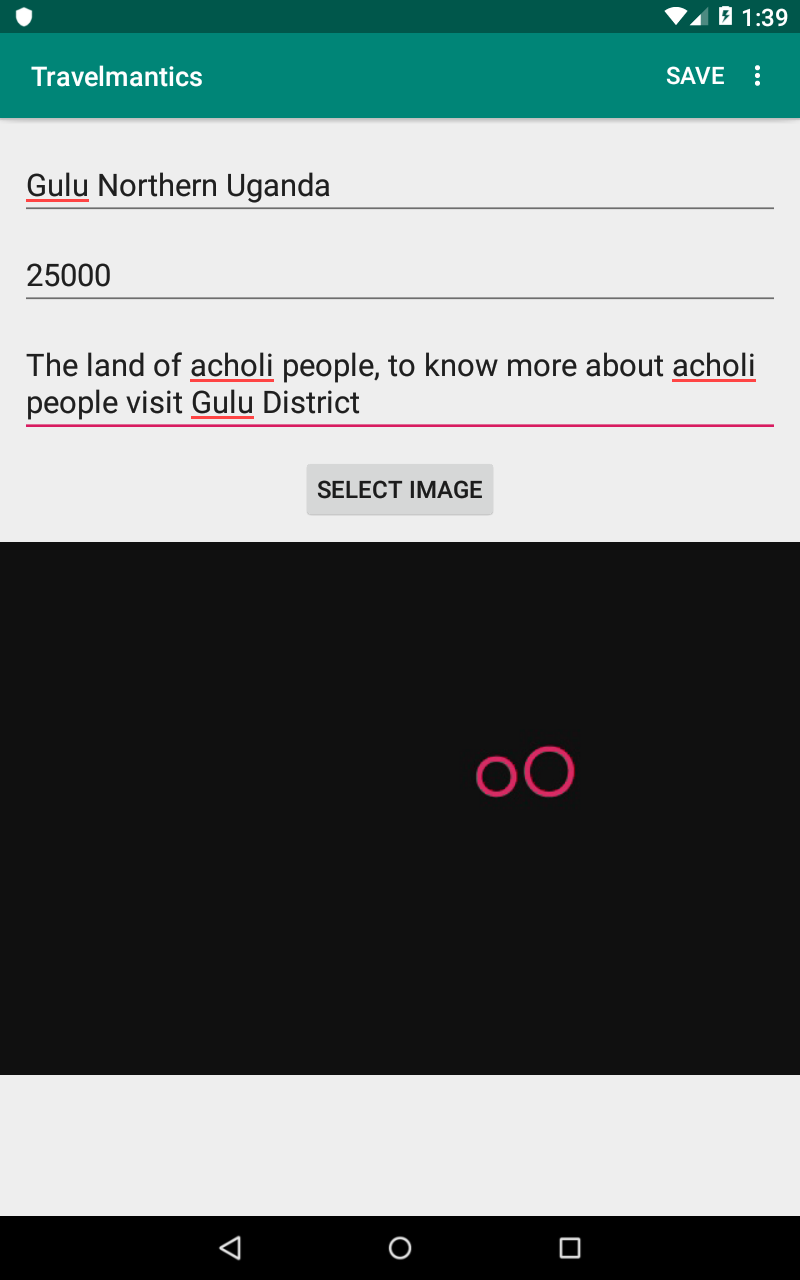 1:39
Travelmantics
SAVE
Gulu Northern Uganda
25000
The land of acholi people, to know more about acholi
people visit Gulu District
SELECT IMAGE